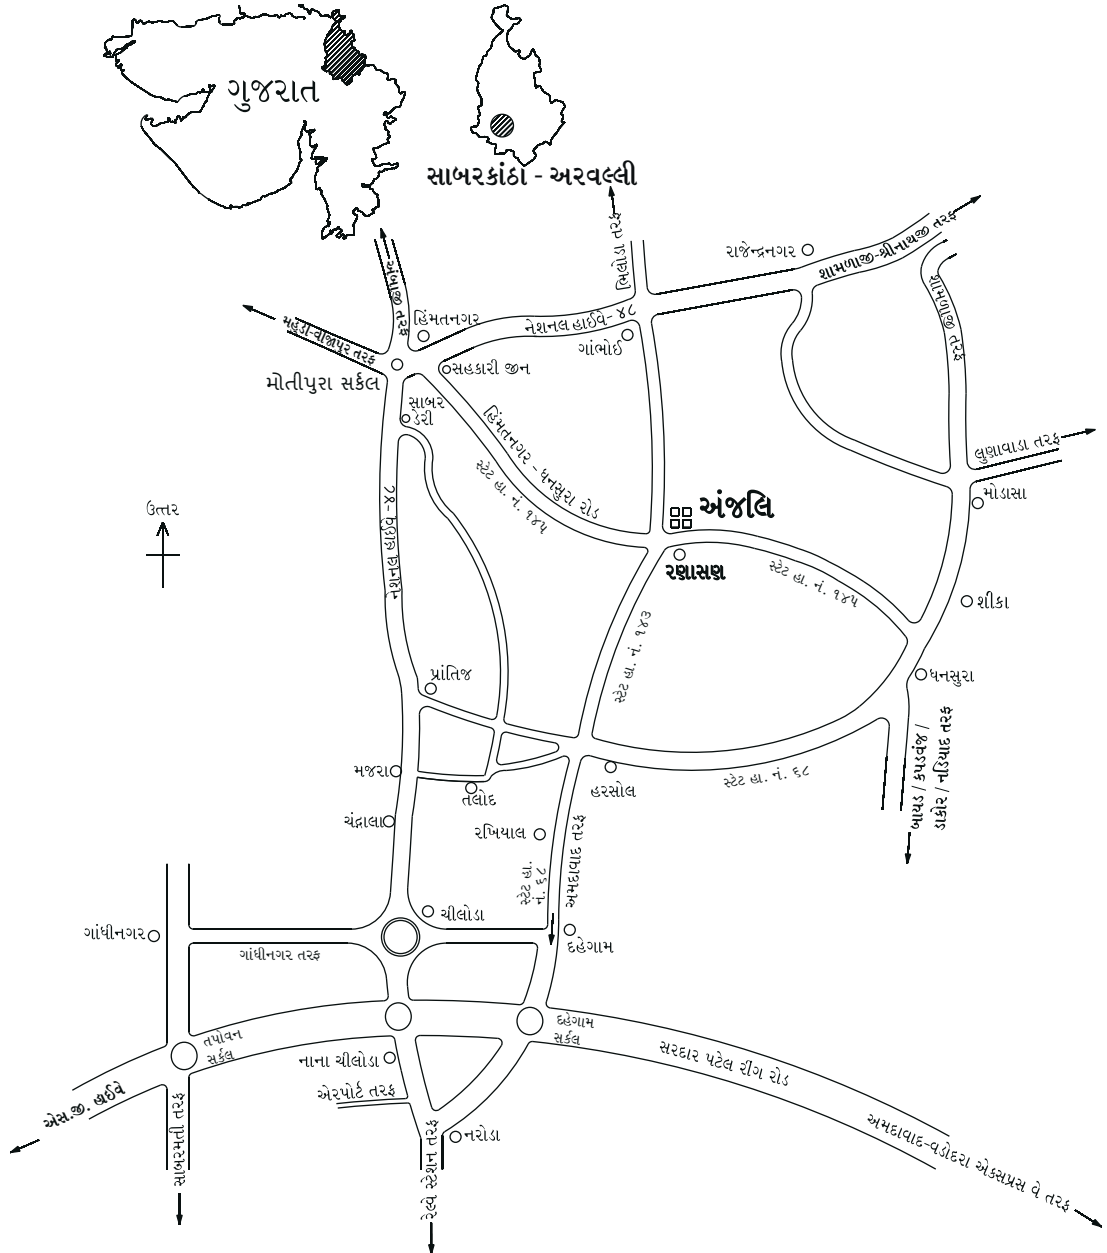 ગુજરાત
સાબરકાંઠા - અરવલ્લી
અંબાજી તરફ
ભિલોડા તરફ
રાજેન્દ્રનગર
શામળાજી-શ્રીનાથજી તરફ
શામળાજી તરફ
મહુડી-વીજાપુર તરફ
હિંમતનગર
નેશનલ હાઈવે- ૪૮
ગાંભોઈ
મોતીપુરા સર્કલ
સહકારી જીન
સાબર
ડેરી
હિંમતનગર - ધનસુરા રોડ
સ્ટેટ હા. નં. ૧૪૫
લુણાવાડા તરફ
મોડાસા
અંજલિ
રણાસણ
સ્ટેટ હા. નં. ૧૪૫
ઉત્તર
નેશનલ હાઈવે -૪૮
શીકા
ધનસુરા
સ્ટેટ હા. નં. ૧૪૩
પ્રાંતિજ
બાયડ / કપડવંજ /
ડાકોર / નડિયાદ તરફ
મજરા
તલોદ
હરસોલ
સ્ટેટ હા. નં. ૬૮
ચંદ્રાલા
રખિયાલ
અમદાવાદ તરફ
સ્ટેટ હા.
નં. ૬૮
ચીલોડા
ગાંધીનગર
ગાંધીનગર તરફ
દહેગામ
તપોવન
સર્કલ
દહેગામ
સર્કલ
નાના ચીલોડા
સરદાર પટેલ રીંગ રોડ
એરપોર્ટ તરફ
એસ.જી. હાઈવે
સાબરમતી તરફ
નરોડા
રેલ્વે સ્ટેશન તરફ
અમદાવાદ-વડોદરા એક્સપ્રસ વે તરફ